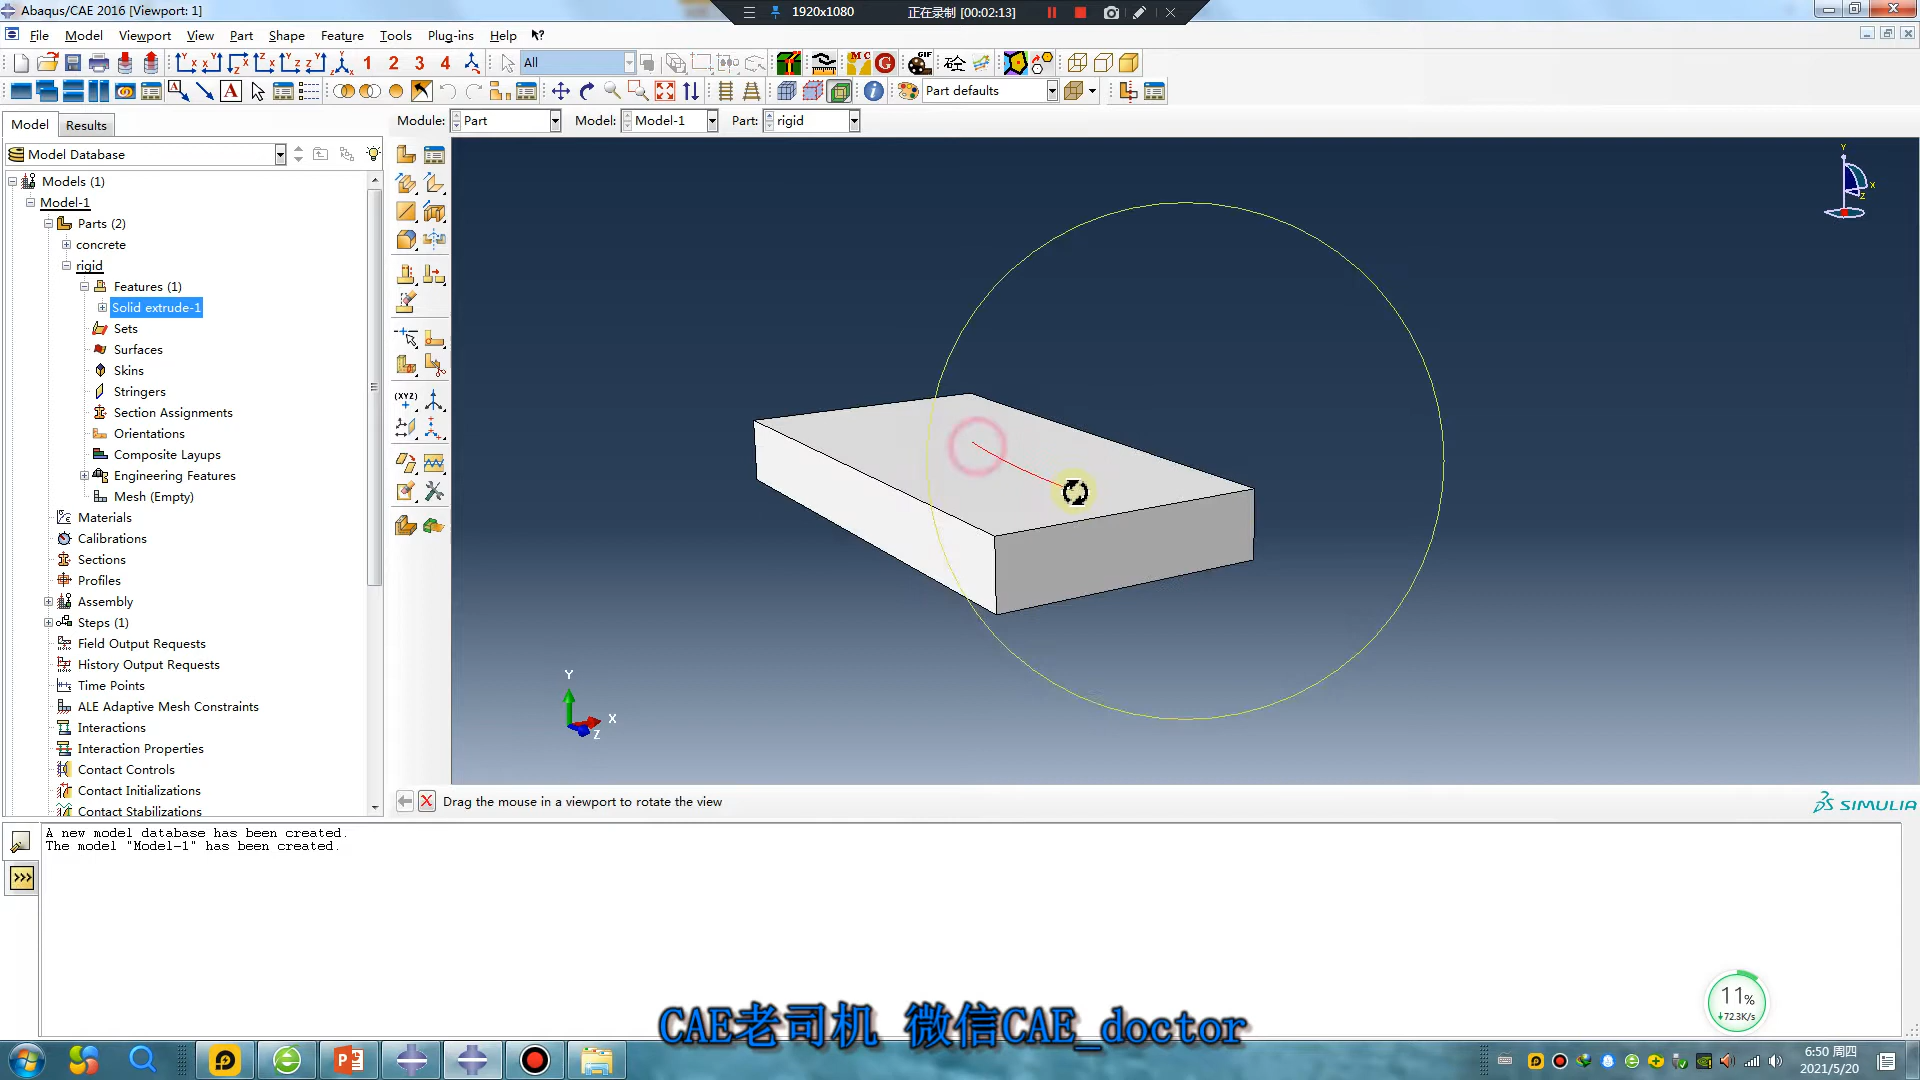 Abaqus/CAE 2016 [Viewport: 1]
1920x1080
正在录制 [00:02:13]
File Model Viewport View Part Shape Feature Tools Plug-ins Help
1 2 3 4
All
Part defaults
Model Results
Module: Part Model: Model-1 Part: rigid
Model Database
Models (1)
Model-1
Parts (2)
concrete
rigid
Features (1)
Solid extrude-1
Sets
Surfaces
Skins
Stringers
Section Assignments
Orientations
Composite Layups
Engineering Features
Mesh (Empty)
Materials
Calibrations
Sections
Profiles
Assembly
Steps (1)
Field Output Requests
History Output Requests
Time Points
ALE Adaptive Mesh Constraints
Interactions
Interaction Properties
Contact Controls
Contact Initializations
Contact Stabilizations
(XYZ)
Y
X
Z
Y
X
Z
Drag the mouse in a viewport to rotate the view
SIMULIA
A new model database has been created.
The model "Model-1" has been created.
11%
↓72.3K/s
CAE老司机 微信CAE_doctor
6:50 周四
2021/5/20